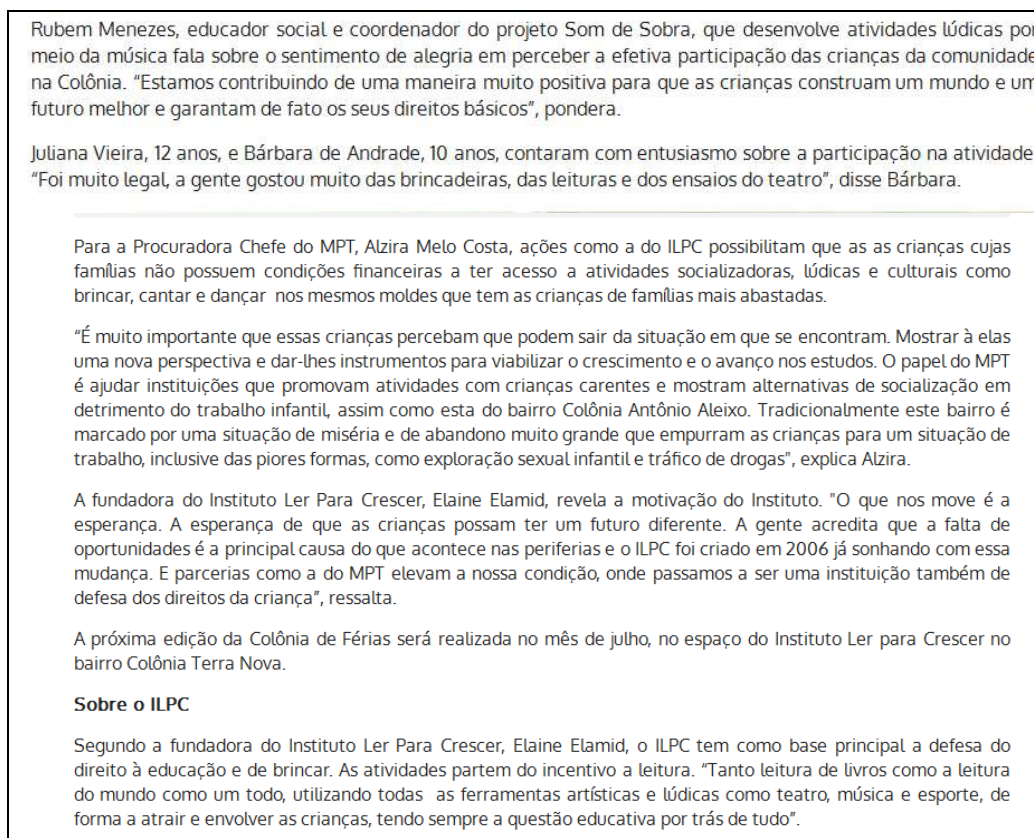 Rubem Menezes, educador social e coordenador do projeto Som de Sobra, que desenvolve atividades lúdicas por
meio da música fala sobre o sentimento de alegria em perceber a efetiva participação das crianças da comunidade
na Colônia. “Estamos contribuindo de uma maneira muito positiva para que as crianças construam um mundo e um
futuro melhor e garantam de fato os seus direitos básicos”, pondera.
Juliana Vieira, 12 anos, e Bárbara de Andrade, 10 anos, contaram com entusiasmo sobre a participação na atividade
“Foi muito legal, a gente gostou muito das brincadeiras, das leituras e dos ensaios do teatro”, disse Bárbara.
Para a Procuradora Chefe do MPT, Alzira Melo Costa, ações como a do ILPC possibilitam que as as crianças cujas
famílias não possuem condições financeiras a ter acesso a atividades socializadoras, lúdicas e culturais como
brincar, cantar e dançar nos mesmos moldes que tem as crianças de famílias mais abastadas.
“É muito importante que essas crianças percebam que podem sair da situação em que se encontram. Mostrar à elas
uma nova perspectiva e dar-lhes instrumentos para viabilizar o crescimento e o avanço nos estudos. O papel do MPT
é ajudar instituições que promovam atividades com crianças carentes e mostram alternativas de socialização em
detrimento do trabalho infantil, assim como esta do bairro Colônia Antônio Aleixo. Tradicionalmente este bairro é
marcado por uma situação de miséria e de abandono muito grande que empurram as crianças para um situação de
trabalho, inclusive das piores formas, como exploração sexual infantil e tráfico de drogas", explica Alzira.
A fundadora do Instituto Ler Para Crescer, Elaine Elamid, revela a motivação do Instituto. "O que nos move é a
esperança. A esperança de que as crianças possam ter um futuro diferente. A gente acredita que a falta de
oportunidades é a principal causa do que acontece nas periferias e o ILPC foi criado em 2006 já sonhando com essa
mudança. E parcerias como a do MPT elevam a nossa condição, onde passamos a ser uma instituição também de
defesa dos direitos da criança”, ressalta.
A próxima edição da Colônia de Férias será realizada no mês de julho, no espaço do Instituto Ler para Crescer no
bairro Colônia Terra Nova.
Sobre o ILPC
Segundo a fundadora do Instituto Ler Para Crescer, Elaine Elamid, o ILPC tem como base principal a defesa do
direito à educação e de brincar. As atividades partem do incentivo a leitura. “Tanto leitura de livros como a leitura
do mundo como um todo, utilizando todas as ferramentas artísticas e lúdicas como teatro, música e esporte, de
forma a atrair e envolver as crianças, tendo sempre a questão educativa por trás de tudo”.